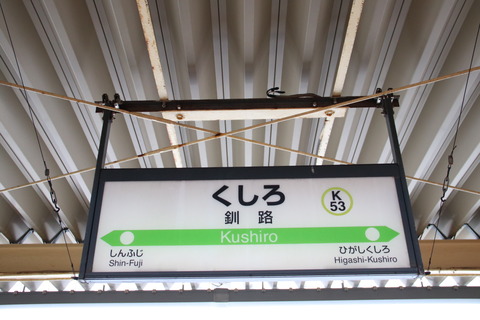 くしろ
K
53
釧路
Kushiro
しんふじ
Shin-Fuji
ひがしくしろ
Higashi-Kushiro